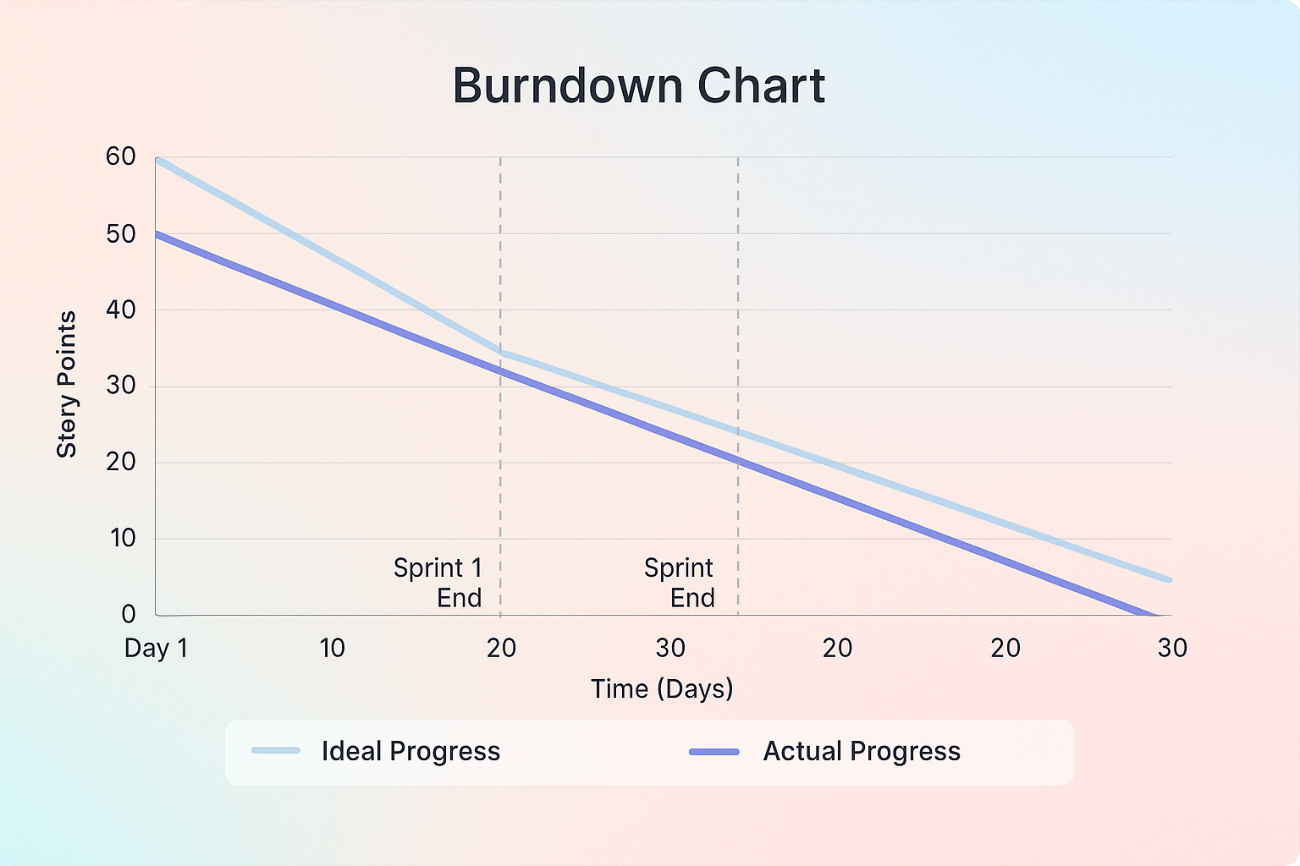 Burndown Chart
60
50
40
30
20
10
0
Story Points
Sprint 1
End
Sprint
End
Day 1 10 20 30 20 20 30
Time (Days)
Ideal Progress Actual Progress